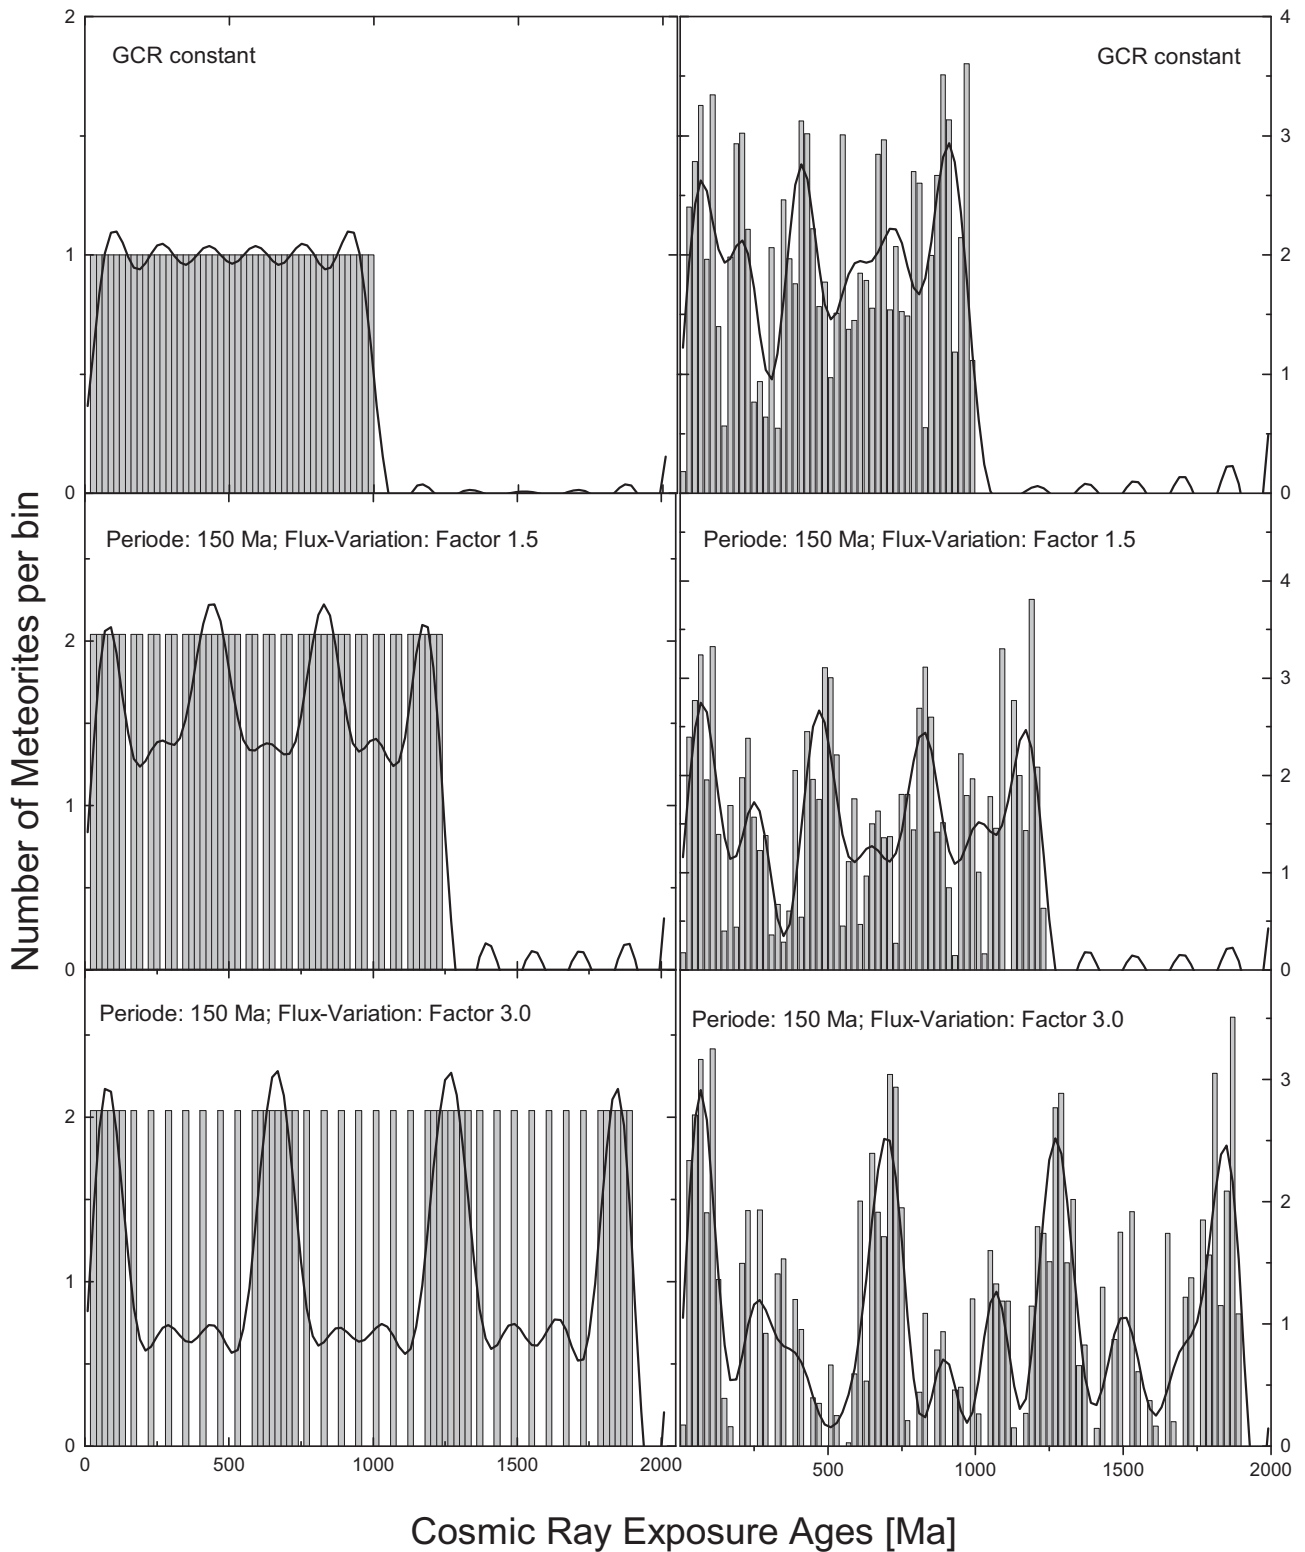 2
4
GCR constant
GCR constant
3
1
2
1
0
0
Periode: 150 Ma; Flux-Variation: Factor 1.5
Periode: 150 Ma; Flux-Variation: Factor 1.5
4
3
2
2
1
1
0
0
Periode: 150 Ma; Flux-Variation: Factor 3.0
Periode: 150 Ma; Flux-Variation: Factor 3.0
3
2
2
1
1
0
0
0 500 1000 1500 2000 500 1000 1500 2000
Number of Meteorites per bin
Cosmic Ray Exposure Ages [Ma]